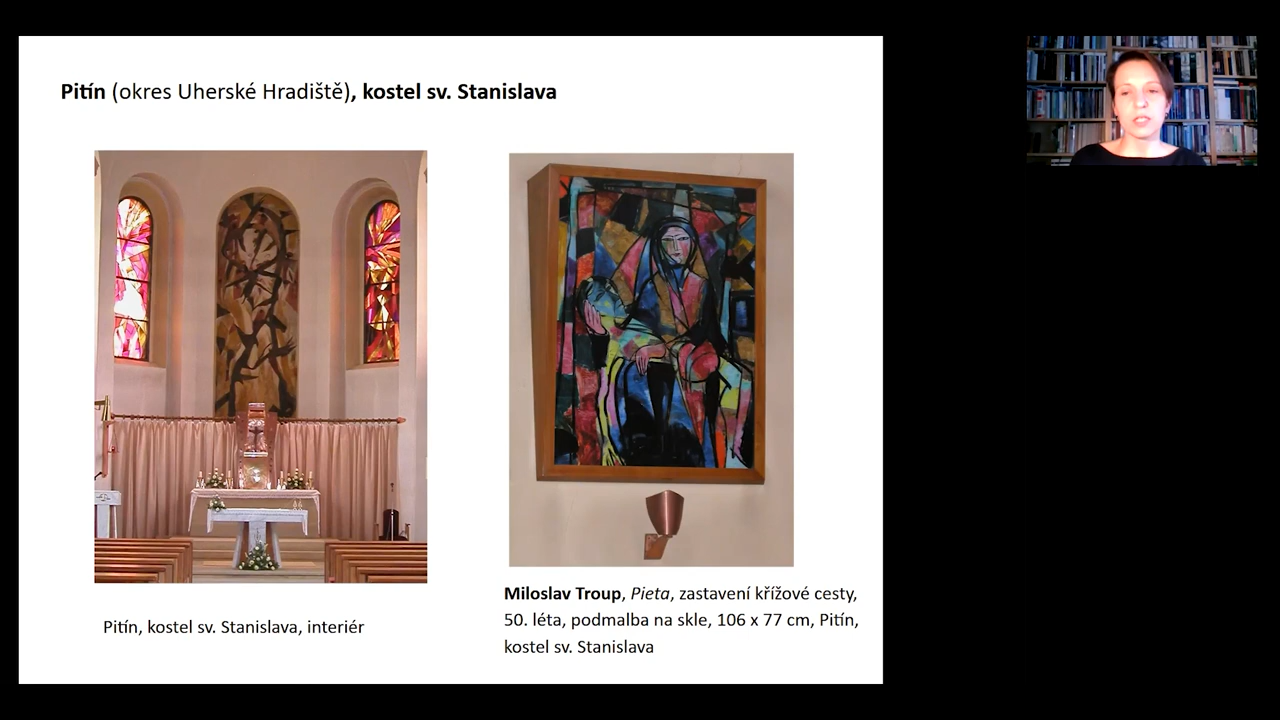 Pitín (okres Uherské Hradiště), kostel sv. Stanislava
Pitín, kostel sv. Stanislava, interiér
Miloslav Troup, Pieta, zastavení křížové cesty,
50. léta, podmalba na skle, 106 x 77 cm, Pitín,
kostel sv. Stanislava